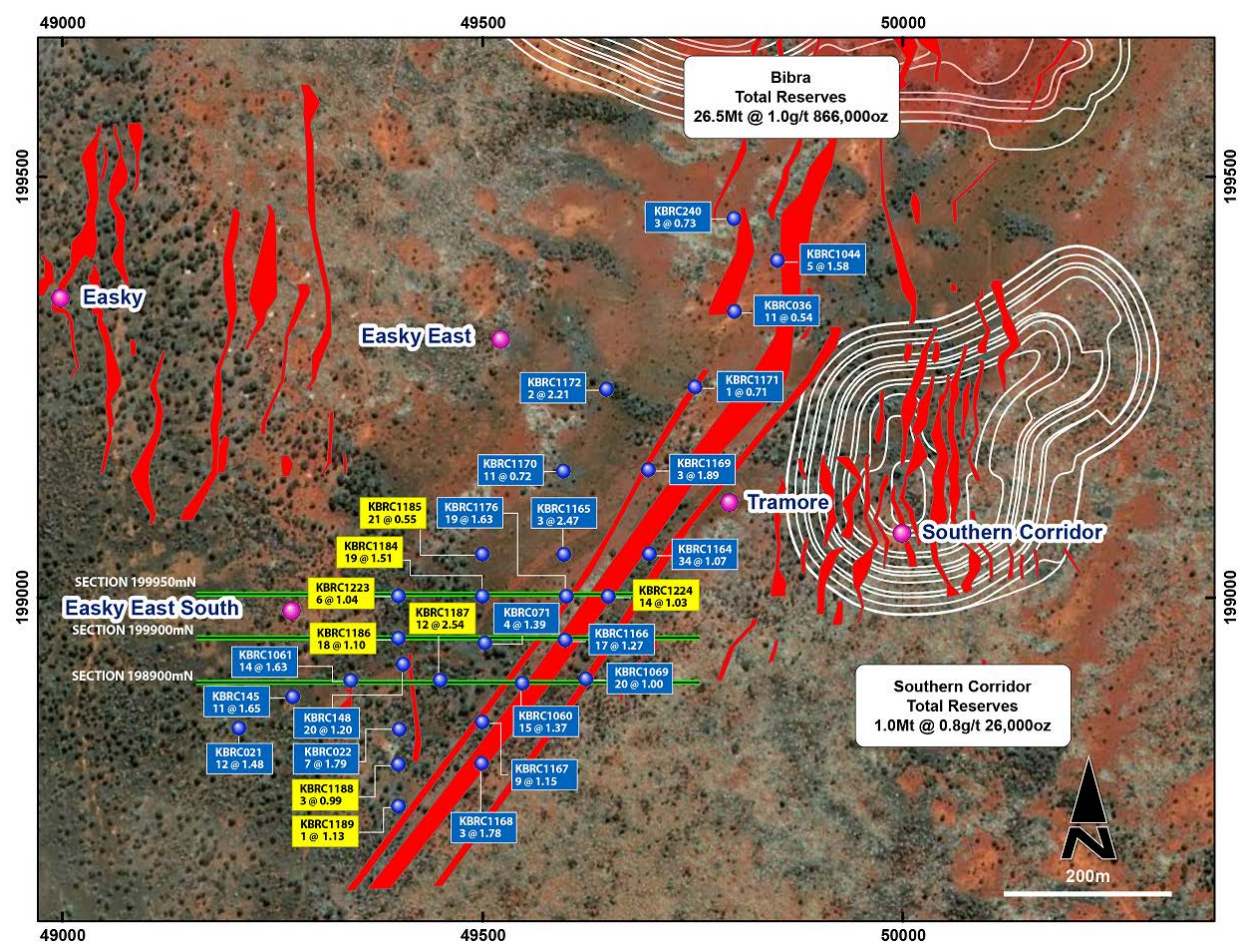 49000
49500
50000
199500
199500
Bibra
Total Reserves
26.5Mt @ 1.0g/t 866,000oz
KBRC240
3 @ 0.73
KBRC1044
5 @ 1.58
Easky
KBRC036
11 @ 0.54
Easky East
KBRC1172
2 @ 2.21
KBRC1171
1 @ 0.71
KBRC1170
11 @ 0.72
KBRC1169
3 @ 1.89
KBRC1185
21 @ 0.55
KBRC1176
19 @ 1.63
KBRC1165
3 @ 2.47
Tramore
Southern Corridor
KBRC1184
19 @ 1.51
KBRC1164
34 @ 1.07
SECTION 199950mN
199000
199000
KBRC1223
6 @ 1.04
KBRC1224
14 @ 1.03
Easky East South
KBRC1187
12 @ 2.54
KBRC071
4 @ 1.39
SECTION 199900mN
KBRC1186
18 @ 1.10
KBRC1166
17 @ 1.27
KBRC1061
14 @ 1.63
SECTION 198900mN
KBRC1069
20 @ 1.00
KBRC145
11 @ 1.65
KBRC148
20 @ 1.20
KBRC1060
15 @ 1.37
Southern Corridor
Total Reserves
1.0Mt @ 0.8g/t 26,000oz
KBRC021
12 @ 1.48
KBRC022
7 @ 1.79
KBRC1167
9 @ 1.15
KBRC1188
3 @ 0.99
KBRC1189
1 @ 1.13
KBRC1168
3 @ 1.78
N
200m
49000
49500
50000